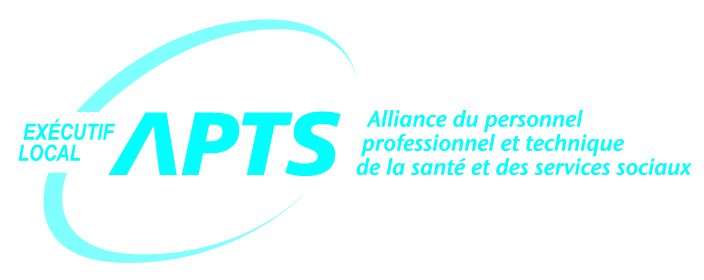 EXÉCUTIF
LOCAL
APTS
Alliance du personnel
professionnel et technique
de la santé et des services sociaux